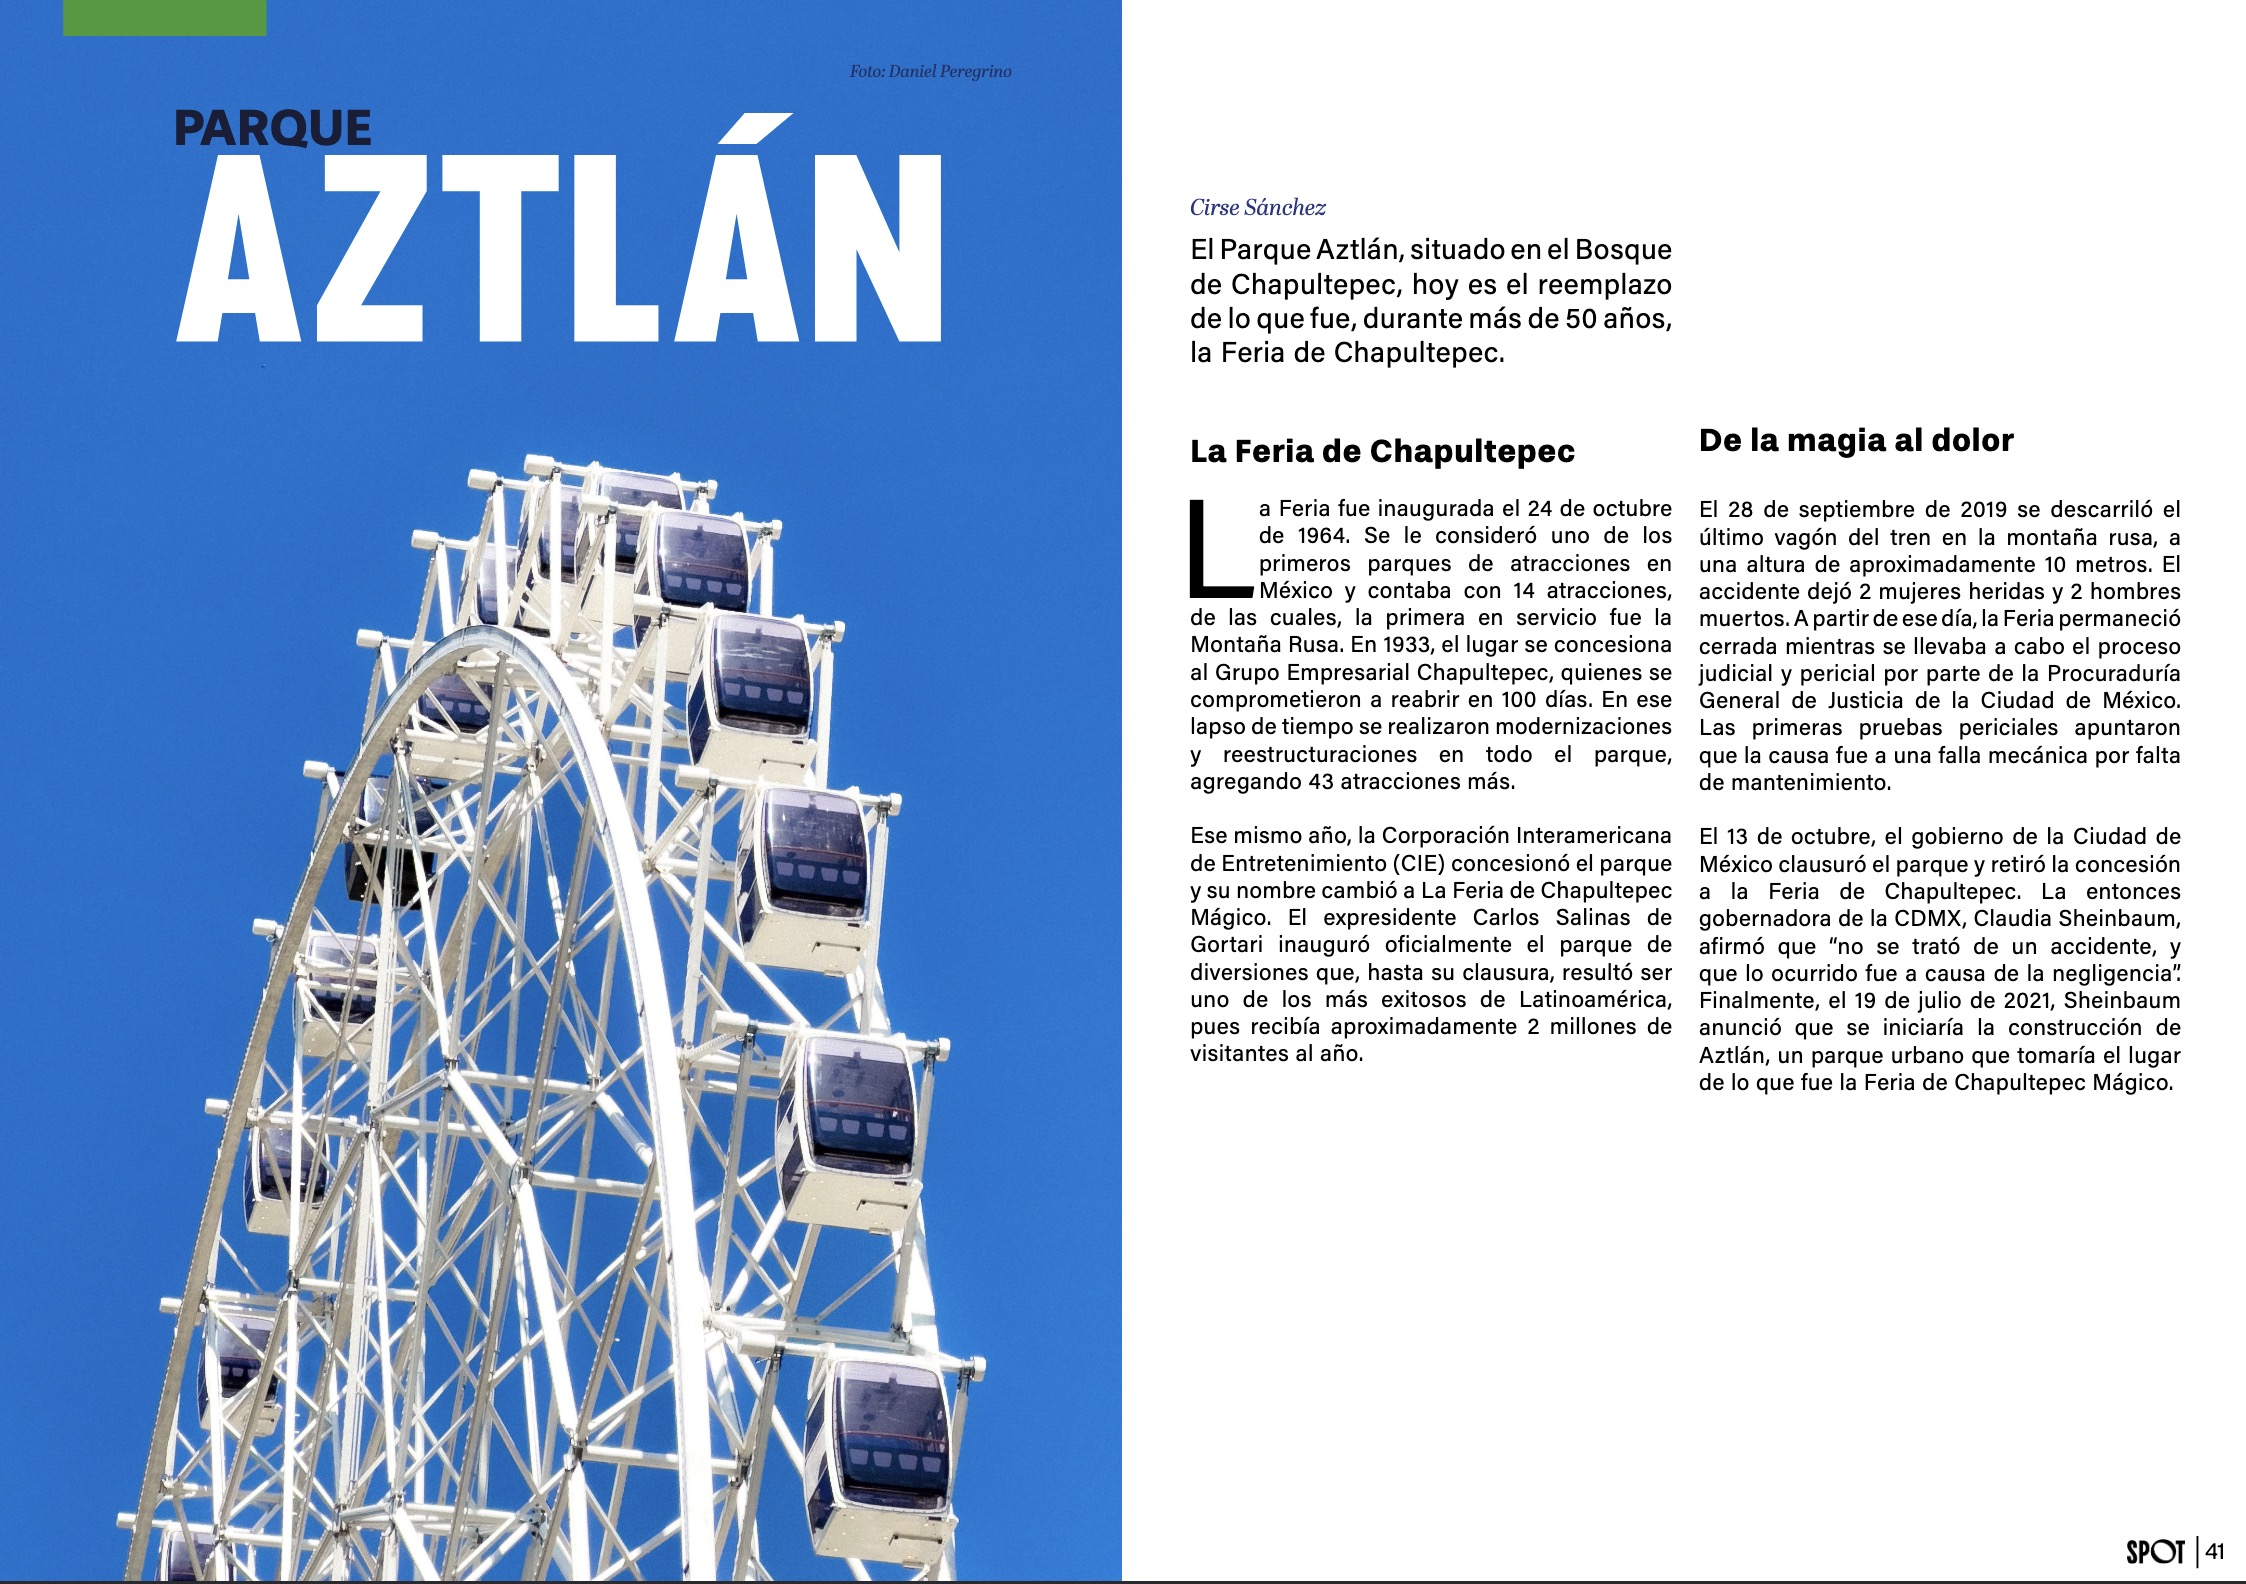 Foto: Daniel Peregrino
PARQUE
AZTLÁN
Cirse Sánchez
El Parque Aztlán, situado en el Bosque
de Chapultepec, hoy es el reemplazo
de lo que fue, durante más de 50 años,
la Feria de Chapultepec.
La Feria de Chapultepec
La Feria fue inaugurada el 24 de octubre
de 1964. Se le consideró uno de los
primeros parques de atracciones en
México y contaba con 14 atracciones,
de las cuales, la primera en servicio fue la
Montaña Rusa. En 1933, el lugar se concesiona
al Grupo Empresarial Chapultepec, quienes se
comprometieron a reabrir en 100 días. En ese
lapso de tiempo se realizaron modernizaciones
y reestructuraciones en todo el parque,
agregando 43 atracciones más.
Ese mismo año, la Corporación Interamericana
de Entretenimiento (CIE) concesionó el parque
y su nombre cambió a La Feria de Chapultepec
Mágico. El expresidente Carlos Salinas de
Gortari inauguró oficialmente el parque de
diversiones que, hasta su clausura, resultó ser
uno de los más exitosos de Latinoamérica,
pues recibía aproximadamente 2 millones de
visitantes al año.
De la magia al dolor
El 28 de septiembre de 2019 se descarriló el
último vagón del tren en la montaña rusa, a
una altura de aproximadamente 10 metros. El
accidente dejó 2 mujeres heridas y 2 hombres
muertos. A partir de ese día, la Feria permaneció
cerrada mientras se llevaba a cabo el proceso
judicial y pericial por parte de la Procuraduría
General de Justicia de la Ciudad de México.
Las primeras pruebas periciales apuntaron
que la causa fue a una falla mecánica por falta
de mantenimiento.
El 13 de octubre, el gobierno de la Ciudad de
México clausuró el parque y retiró la concesión
a la Feria de Chapultepec. La entonces
gobernadora de la CDMX, Claudia Sheinbaum,
afirmó que “no se trató de un accidente, y
que lo ocurrido fue a causa de la negligencia”.
Finalmente, el 19 de julio de 2021, Sheinbaum
anunció que se iniciaría la construcción de
Aztlán, un parque urbano que tomaría el lugar
de lo que fue la Feria de Chapultepec Mágico.
SPOT | 41